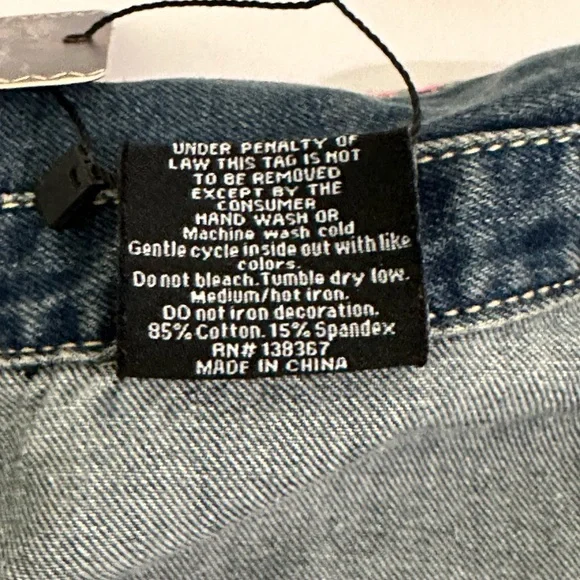 UNDER PENALTY OF
LAW THIS TAG IS NOT
TO BE REMOVED
EXCEPT BY THE
CONSUMER
HAND WASH OR
Machine wash cold
Gentle cycle inside out with like
colors.
Do not bleach.Tumble dry low.
Medium/hot iron.
DO not iron decoration.
85% Cotton. 15% Spandex
RN# 138367
MADE IN CHINA